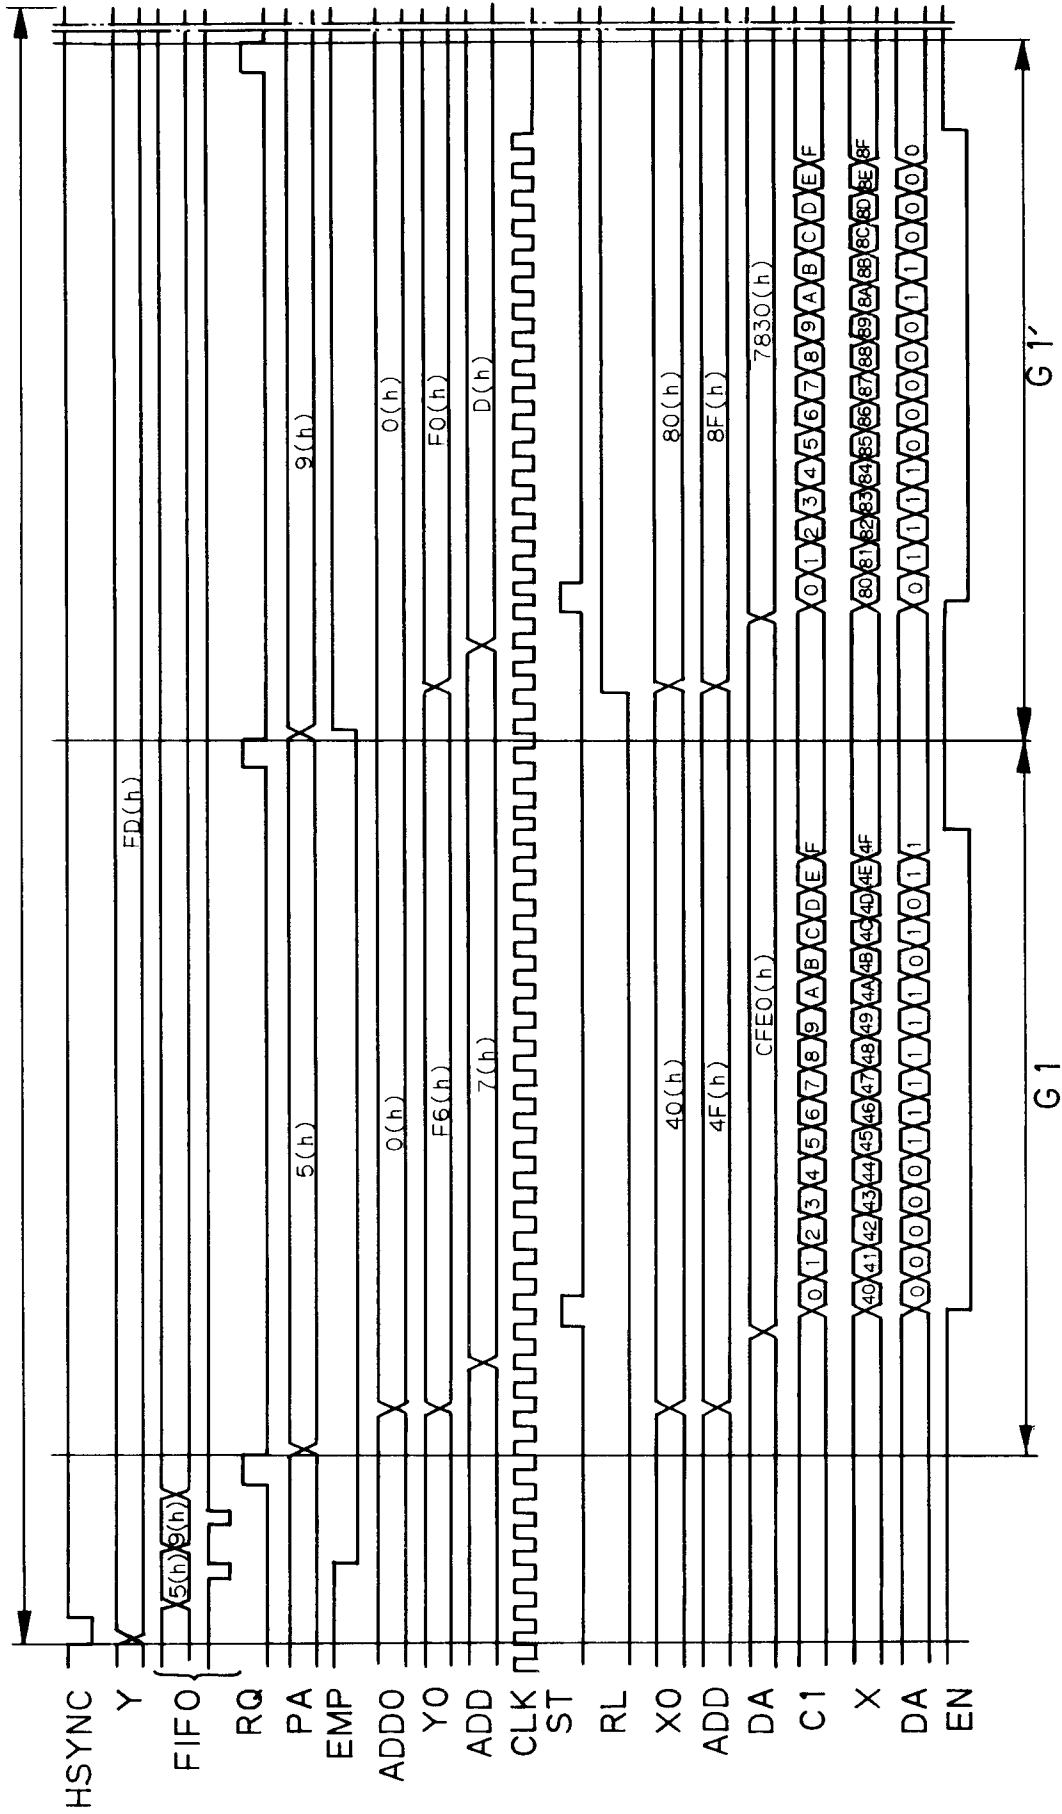 HSYNC
Y FD(h)
FIFO 5(h) 9(h)
RQ
PA 5(h) 9(h)
EMP
ADD0 0(h) 0(h)
Y0 F6(h) F0(h)
ADD 7(h) D(h)
CLK
ST
RL
X0 40(h) 80(h)
ADD 4F(h) 8F(h)
DA CFE0(h) 7830(h)
C1 0 1 2 3 4 5 6 7 8 9 A B C D E F 0 1 2 3 4 5 6 7 8 9 A B C D E F
X 40 41 42 43 44 45 46 47 48 49 4A 4B 4C 4D 4E 4F 80 81 82 83 84 85 86 87 88 89 8A 8B 8C 8D 8E 8F
DA 0 0 0 0 0 1 1 1 1 1 1 0 1 0 1 1 0 1 1 1 1 0 0 0 0 0 1 1 0 0 0 0
EN
G1 G1'